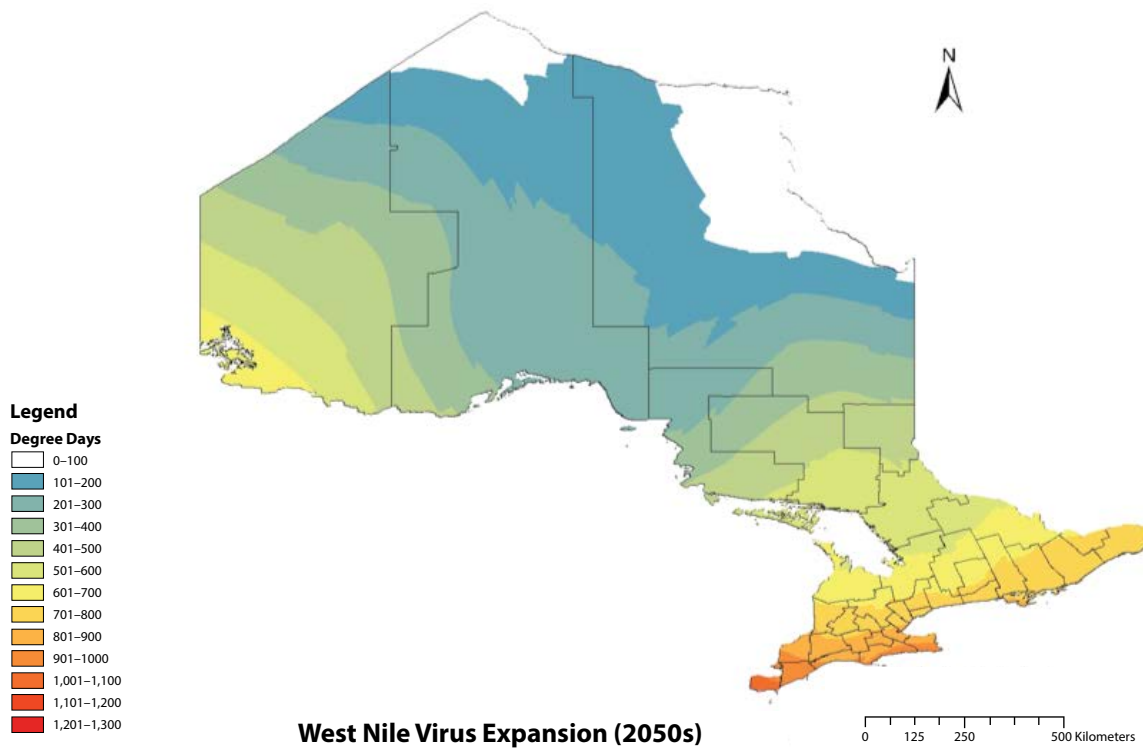 N
Legend
Degree Days
0–100
101–200
201–300
301–400
401–500
501–600
601–700
701–800
801–900
901–1000
1,001–1,100
1,101–1,200
1,201–1,300
West Nile Virus Expansion (2050s)
0 125 250 500 Kilometers